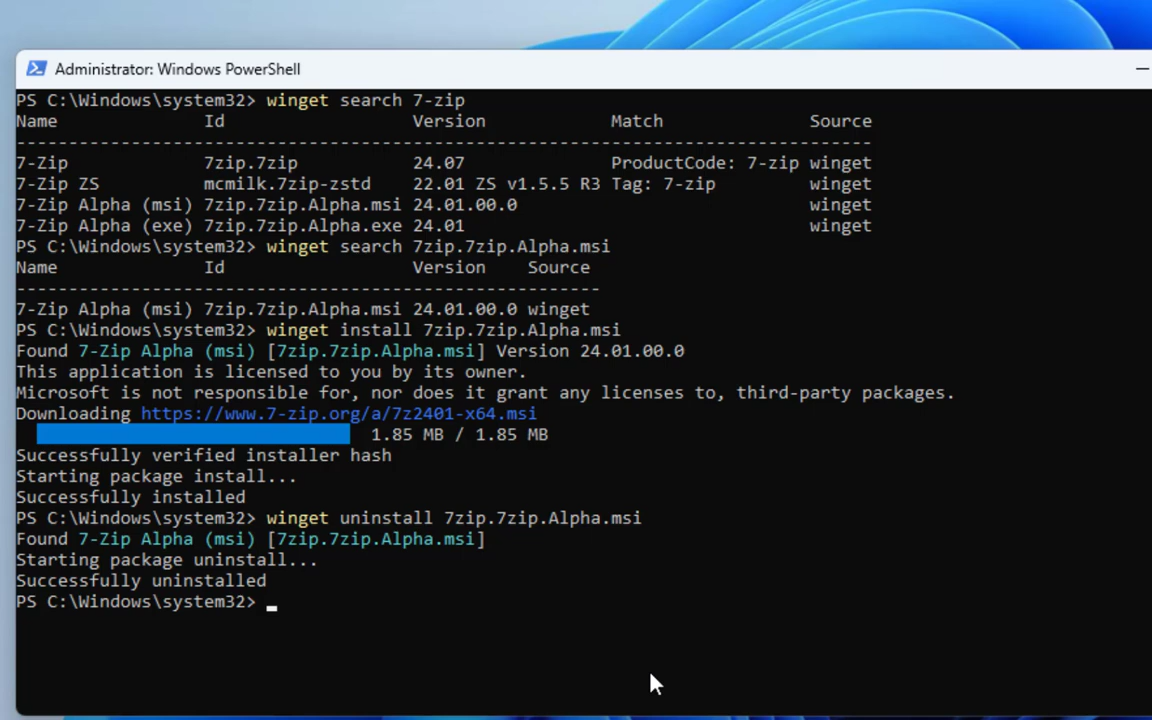 Administrator: Windows PowerShell
PS C:\Windows\system32> winget search 7-zip
Name Id Version Match Source
-----------------------------------------------------------------------------------
7-Zip 7zip.7zip 24.07 ProductCode: 7-zip winget
7-Zip ZS mcmilk.7zip-zstd 22.01 ZS v1.5.5 R3 Tag: 7-zip winget
7-Zip Alpha (msi) 7zip.7zip.Alpha.msi 24.01.00.0 winget
7-Zip Alpha (exe) 7zip.7zip.Alpha.exe 24.01 winget
PS C:\Windows\system32> winget search 7zip.7zip.Alpha.msi
Name Id Version Source
--------------------------------------------------------
7-Zip Alpha (msi) 7zip.7zip.Alpha.msi 24.01.00.0 winget
PS C:\Windows\system32> winget install 7zip.7zip.Alpha.msi
Found 7-Zip Alpha (msi) [7zip.7zip.Alpha.msi] Version 24.01.00.0
This application is licensed to you by its owner.
Microsoft is not responsible for, nor does it grant any licenses to, third-party packages.
Downloading https://www.7-zip.org/a/7z2401-x64.msi
1.85 MB / 1.85 MB
Successfully verified installer hash
Starting package install...
Successfully installed
PS C:\Windows\system32> winget uninstall 7zip.7zip.Alpha.msi
Found 7-Zip Alpha (msi) [7zip.7zip.Alpha.msi]
Starting package uninstall...
Successfully uninstalled
PS C:\Windows\system32>